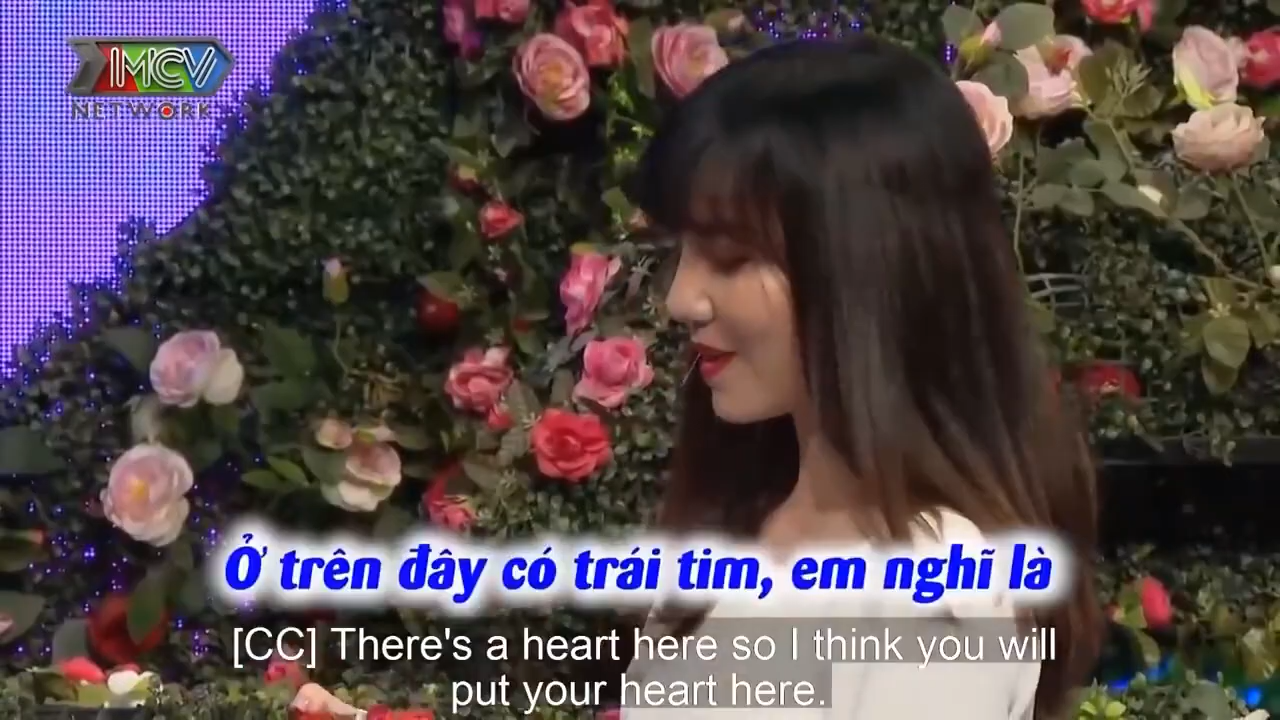 MCV
NETWORK
Ở trên đây có trái tim, em nghĩ là
[CC] There's a heart here so I think you will
put your heart here.